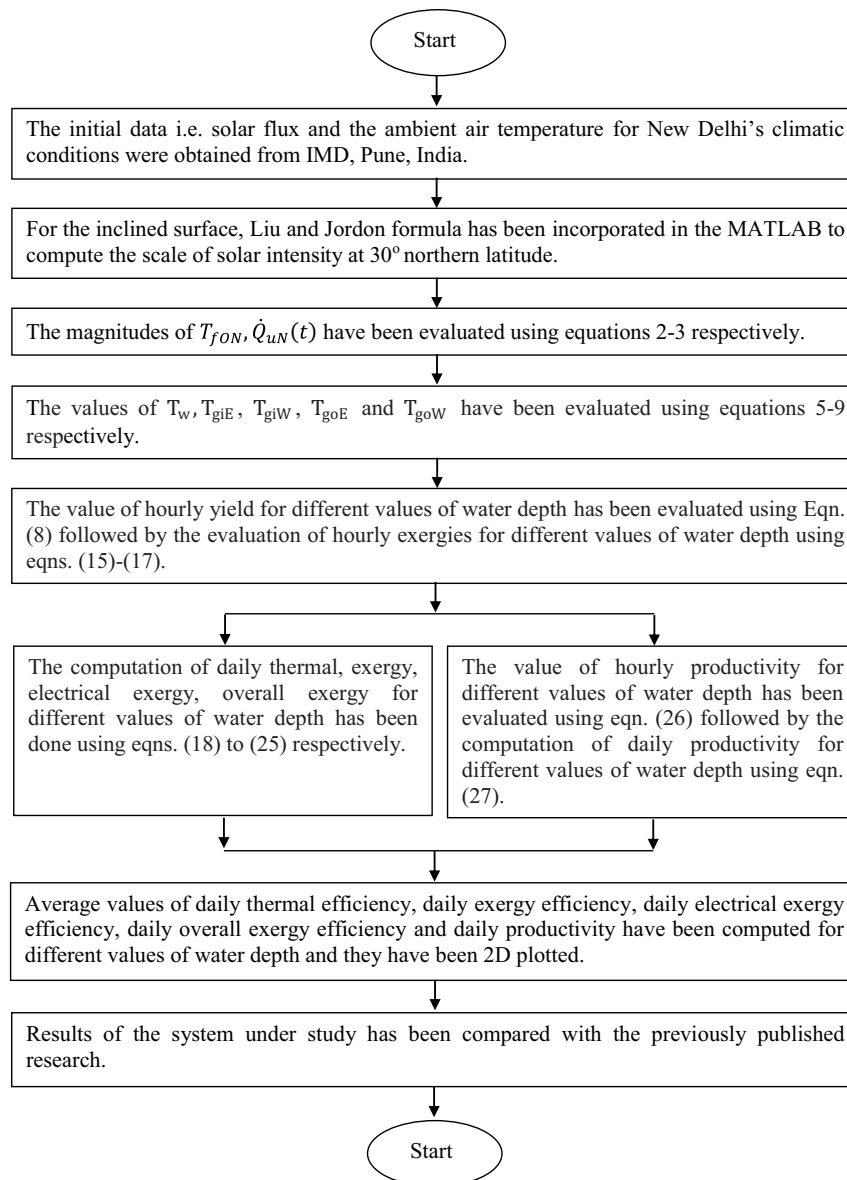 Start
The initial data i.e. solar flux and the ambient air temperature for New Delhi's climatic
conditions were obtained from IMD, Pune, India.
For the inclined surface, Liu and Jordon formula has been incorporated in the MATLAB to
compute the scale of solar intensity at 30° northern latitude.
The magnitudes of T_{fON}, Q̇_{uN}(t) have been evaluated using equations 2-3 respectively.
The values of T_w, T_{giE}, T_{giW}, T_{goE} and T_{goW} have been evaluated using equations 5-9
respectively.
The value of hourly yield for different values of water depth has been evaluated using Eqn.
(8) followed by the evaluation of hourly exergies for different values of water depth using
eqns. (15)-(17).
The computation of daily thermal, exergy,
electrical exergy, overall exergy for
different values of water depth has been
done using eqns. (18) to (25) respectively.
The value of hourly productivity for
different values of water depth has been
evaluated using eqn. (26) followed by the
computation of daily productivity for
different values of water depth using eqn.
(27).
Average values of daily thermal efficiency, daily exergy efficiency, daily electrical exergy
efficiency, daily overall exergy efficiency and daily productivity have been computed for
different values of water depth and they have been 2D plotted.
Results of the system under study has been compared with the previously published
research.
Start